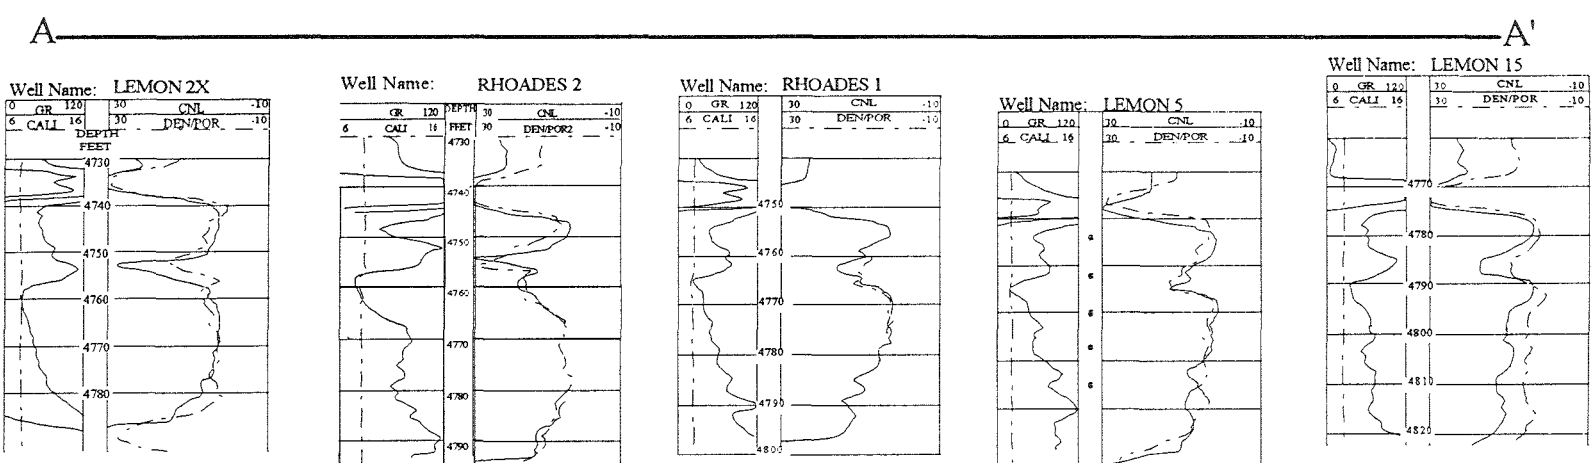 A A'
Well Name: LEMON 2X
0 GR 120 30 CNL -10
6 CALI 16 30 DEN/POR -10
DEPTH
FEET
4730
4740
4750
4760
4770
4780
Well Name: RHOADES 2
GR 120 DEPTH 30 CNL -10
6 CALI 16 FEET 30 DEN/POR2 -10
4730
4740
4750
4760
4770
4780
4790
Well Name: RHOADES 1
0 GR 120 30 CNL -10
6 CALI 16 30 DEN/POR -10
4750
4760
4770
4780
4790
4800
Well Name: LEMON 5
0 GR 120 30 CNL -10
6 CALI 16 30 DEN/POR -10
Well Name: LEMON 15
0 GR 120 30 CNL -10
6 CALI 16 30 DEN/POR -10
4770
4780
4790
4800
4810
4820